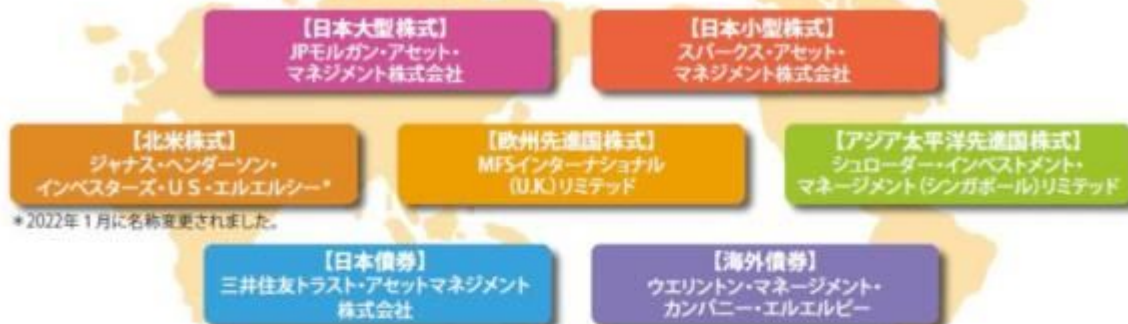 【日本大型株式】
JPモルガン・アセット・
マネジメント株式会社
【日本小型株式】
スパークス・アセット・
マネジメント株式会社
【北米株式】
ジャナス・ヘンダーソン・
インベスターズ・US・エルエルシー*
【欧州先進国株式】
MFSインターナショナル
(U.K.)リミテッド
【アジア太平洋先進国株式】
シュローダー・インベストメント・
マネージメント(シンガポール)リミテッド
*2022年1月に名称変更されました。
【日本債券】
三井住友トラスト・アセットマネジメント
株式会社
【海外債券】
ウエリントン・マネージメント・
カンパニー・エルエルピー